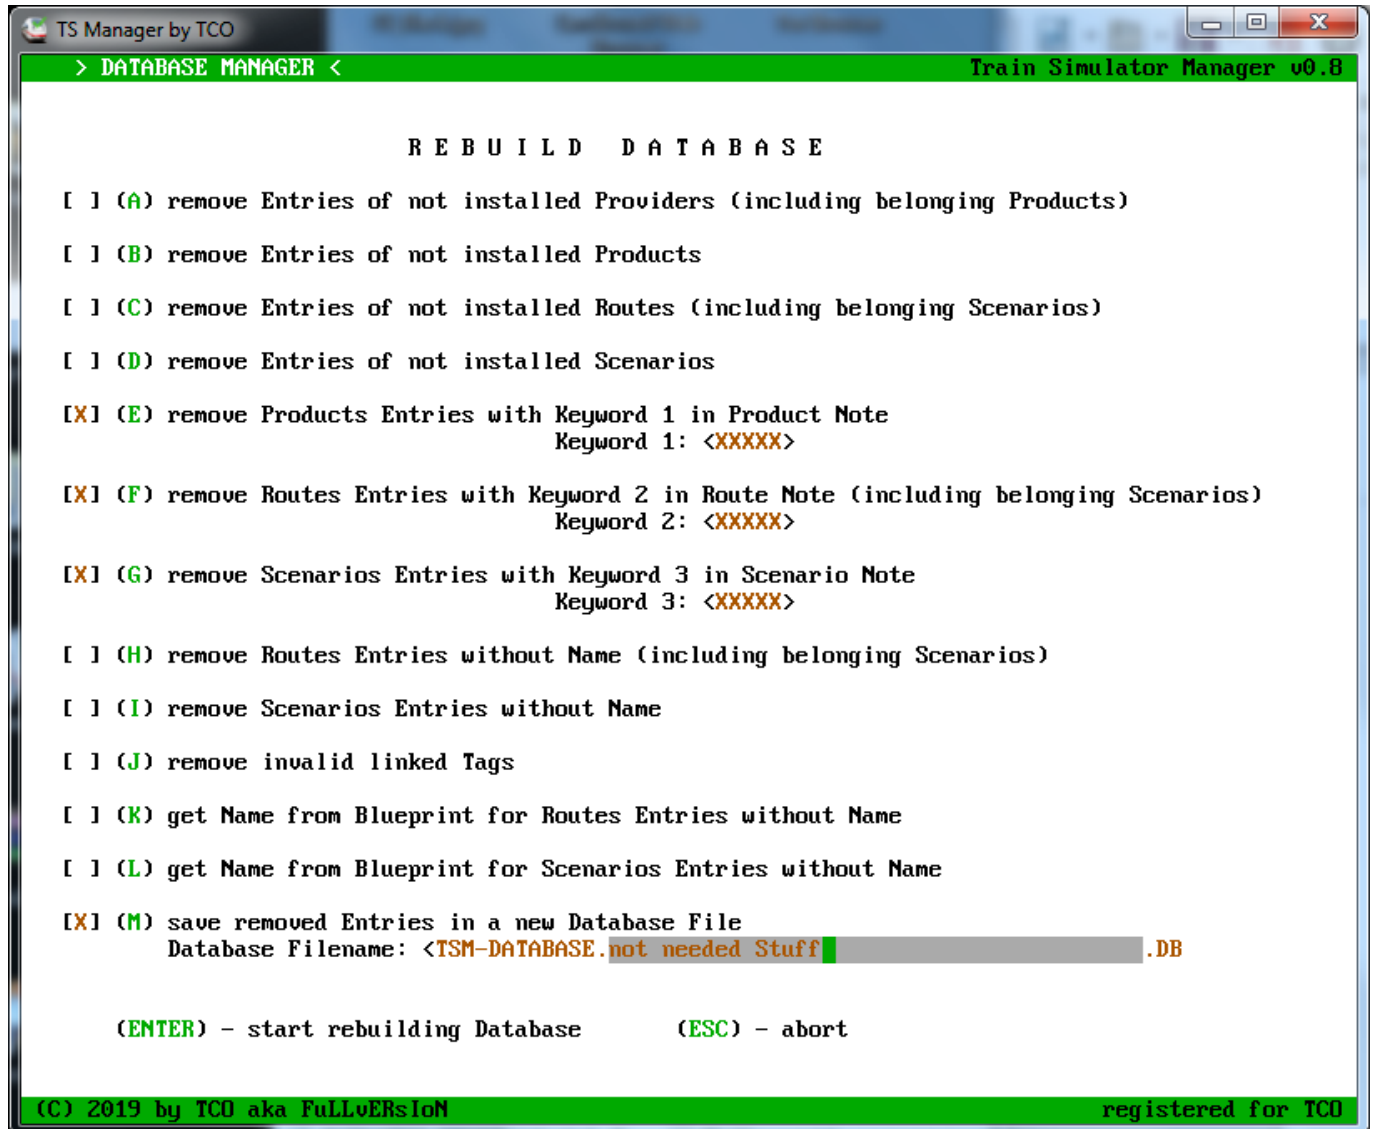 TS Manager by TCO
> DATABASE MANAGER < Train Simulator Manager v0.8
R E B U I L D   D A T A B A S E
[ ] (A) remove Entries of not installed Providers (including belonging Products)
[ ] (B) remove Entries of not installed Products
[ ] (C) remove Entries of not installed Routes (including belonging Scenarios)
[ ] (D) remove Entries of not installed Scenarios
[X] (E) remove Products Entries with Keyword 1 in Product Note
Keyword 1: <XXXXX>
[X] (F) remove Routes Entries with Keyword 2 in Route Note (including belonging Scenarios)
Keyword 2: <XXXXX>
[X] (G) remove Scenarios Entries with Keyword 3 in Scenario Note
Keyword 3: <XXXXX>
[ ] (H) remove Routes Entries without Name (including belonging Scenarios)
[ ] (I) remove Scenarios Entries without Name
[ ] (J) remove invalid linked Tags
[ ] (K) get Name from Blueprint for Routes Entries without Name
[ ] (L) get Name from Blueprint for Scenarios Entries without Name
[X] (M) save removed Entries in a new Database File
Database Filename: <TSM-DATABASE.not needed Stuff .DB
(ENTER) - start rebuilding Database (ESC) - abort
(C) 2019 by TCO aka FuLLvERsIoN registered for TCO